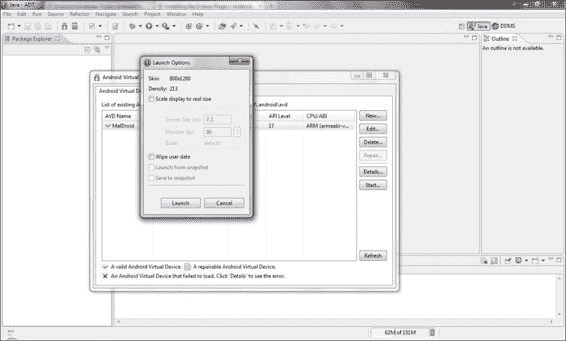 Java - ADT
File Edit Run Source Refactor Navigate Search Project Window Help
Java DDMS
Package Explorer
Outline
An outline is not available.
Launch Options
Skin: 800x1280
Density: 213
Scale display to real size
Screen Size (in): 7.3
Monitor dpi: 96 ?
Scale: default
Wipe user data
Launch from snapshot
Save to snapshot
Launch Cancel
Android Virtual De
List of existing A
.android\avd
AVD Name API Level CPU/ABI
MalDroid 17 ARM (armeabi-v...
New...
Edit...
Delete...
Repair...
Details...
Start...
Refresh
A valid Android Virtual Device. A repairable Android Virtual Device.
An Android Virtual Device that failed to load. Click 'Details' to see the error.
62M of 151M